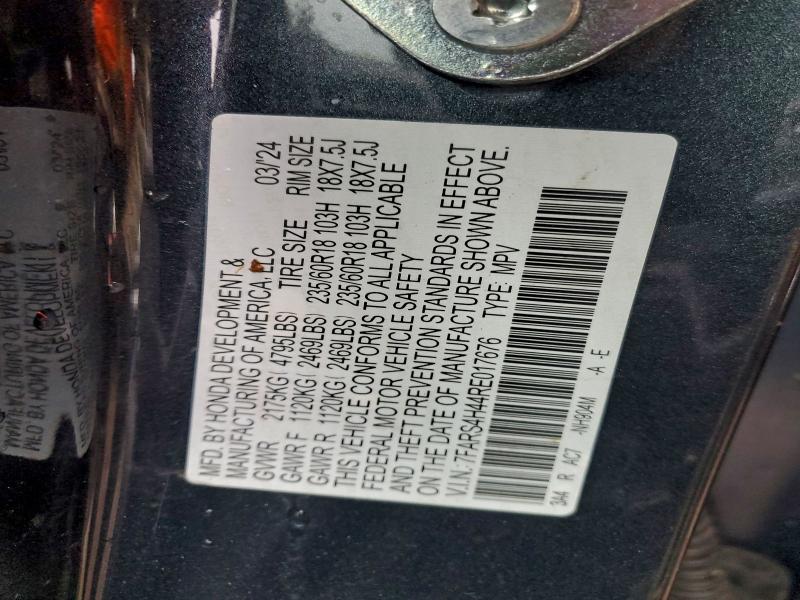 MFD. BY HONDA DEVELOPMENT &
MANUFACTURING OF AMERICA, LLC 03/'24
GVWR 2175KG( 4795LBS) TIRE SIZE RIM SIZE
GAWR F 1120KG( 2469LBS) 235/60R18 103H 18X7.5J
GAWR R 1120KG( 2469LBS) 235/60R18 103H 18X7.5J
THIS VEHICLE CONFORMS TO ALL APPLICABLE
FEDERAL MOTOR VEHICLE SAFETY
AND THEFT PREVENTION STANDARDS IN EFFECT
ON THE DATE OF MANUFACTURE SHOWN ABOVE.
V.I.N.: 7FARS4H44RE017676 TYPE: MPV
3A4 R AC7 -NH904M -A -E